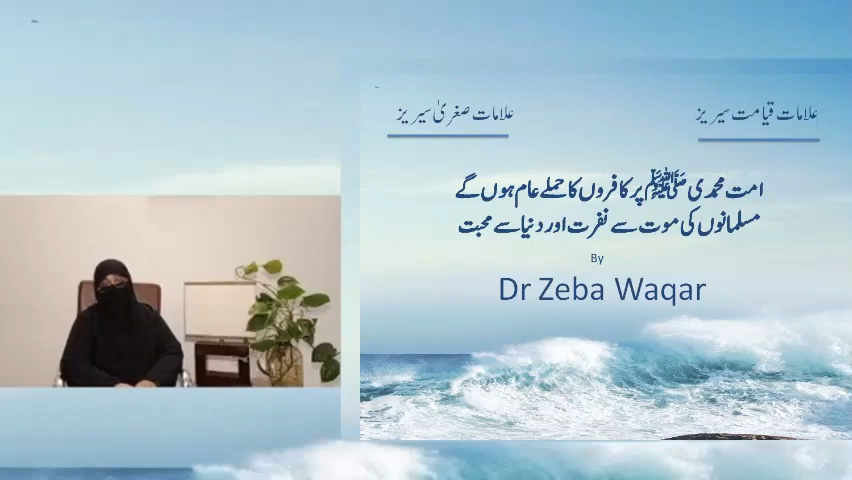 علامات قیامت سیریز
علامات صغریٰ سیریز
امت محمدی ﷺ پر کافروں کا حملے عام ہوں گے
مسلمانوں کی موت سے نفرت اور دنیا سے محبت
By
Dr Zeba Waqar